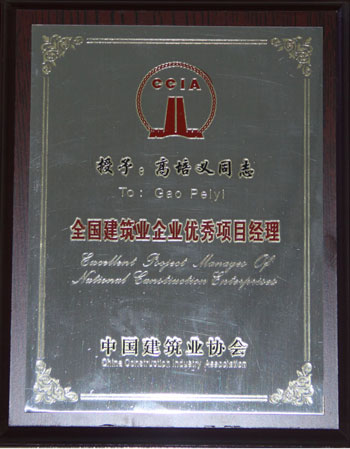 CCIA
授予：高培义同志
To: Gao Peiyi
全国建筑业企业优秀项目经理
Excellent Project Manager Of
National Canstruction Enterprises
中国建筑业协会
China Construction Industry Association